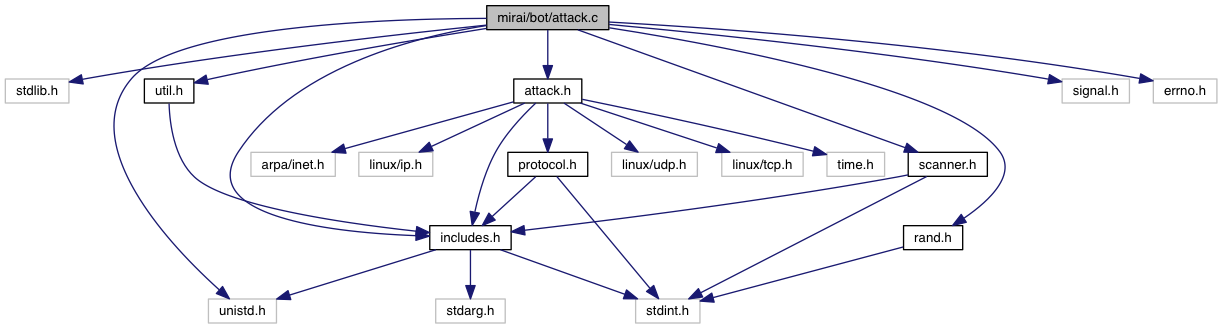 mirai/bot/attack.c
stdlib.h
util.h
attack.h
signal.h
errno.h
arpa/inet.h
linux/ip.h
protocol.h
linux/udp.h
linux/tcp.h
time.h
scanner.h
includes.h
rand.h
unistd.h
stdarg.h
stdint.h